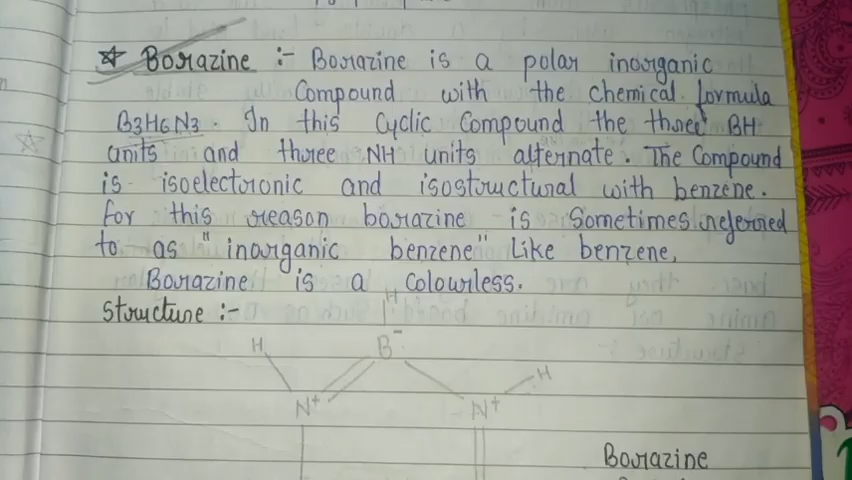 ☆ Borazine :- Borazine is a polar inorganic
Compound with the chemical formula
B3H6N3. In this Cyclic Compound the three BH
units and three NH units alternate. The Compound
is isoelectronic and isostructural with benzene.
for this reason borazine is Sometimes referred
to as "inorganic benzene" Like benzene,
Borazine is a colourless.
Structure :-
H
H B⁻
H
N⁺ N⁺
Borazine